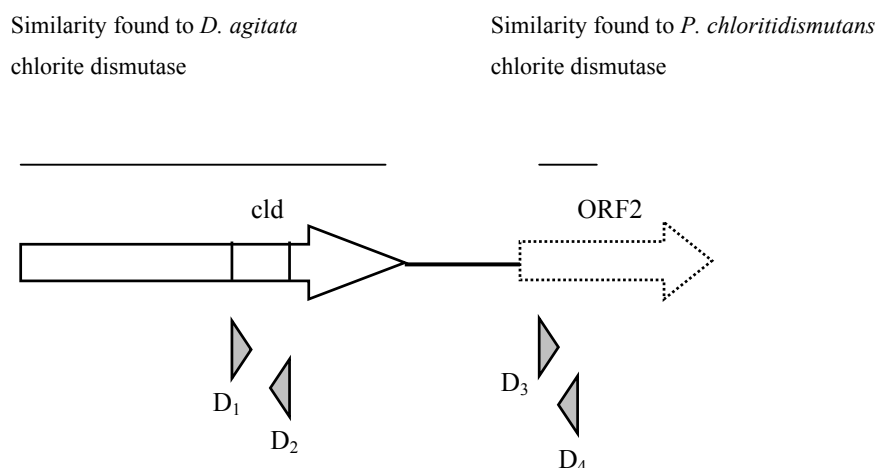 Similarity found to D. agitata
chlorite dismutase
Similarity found to P. chloritidismutans
chlorite dismutase
cld
ORF2
D₁
D₂
D₃
D₄